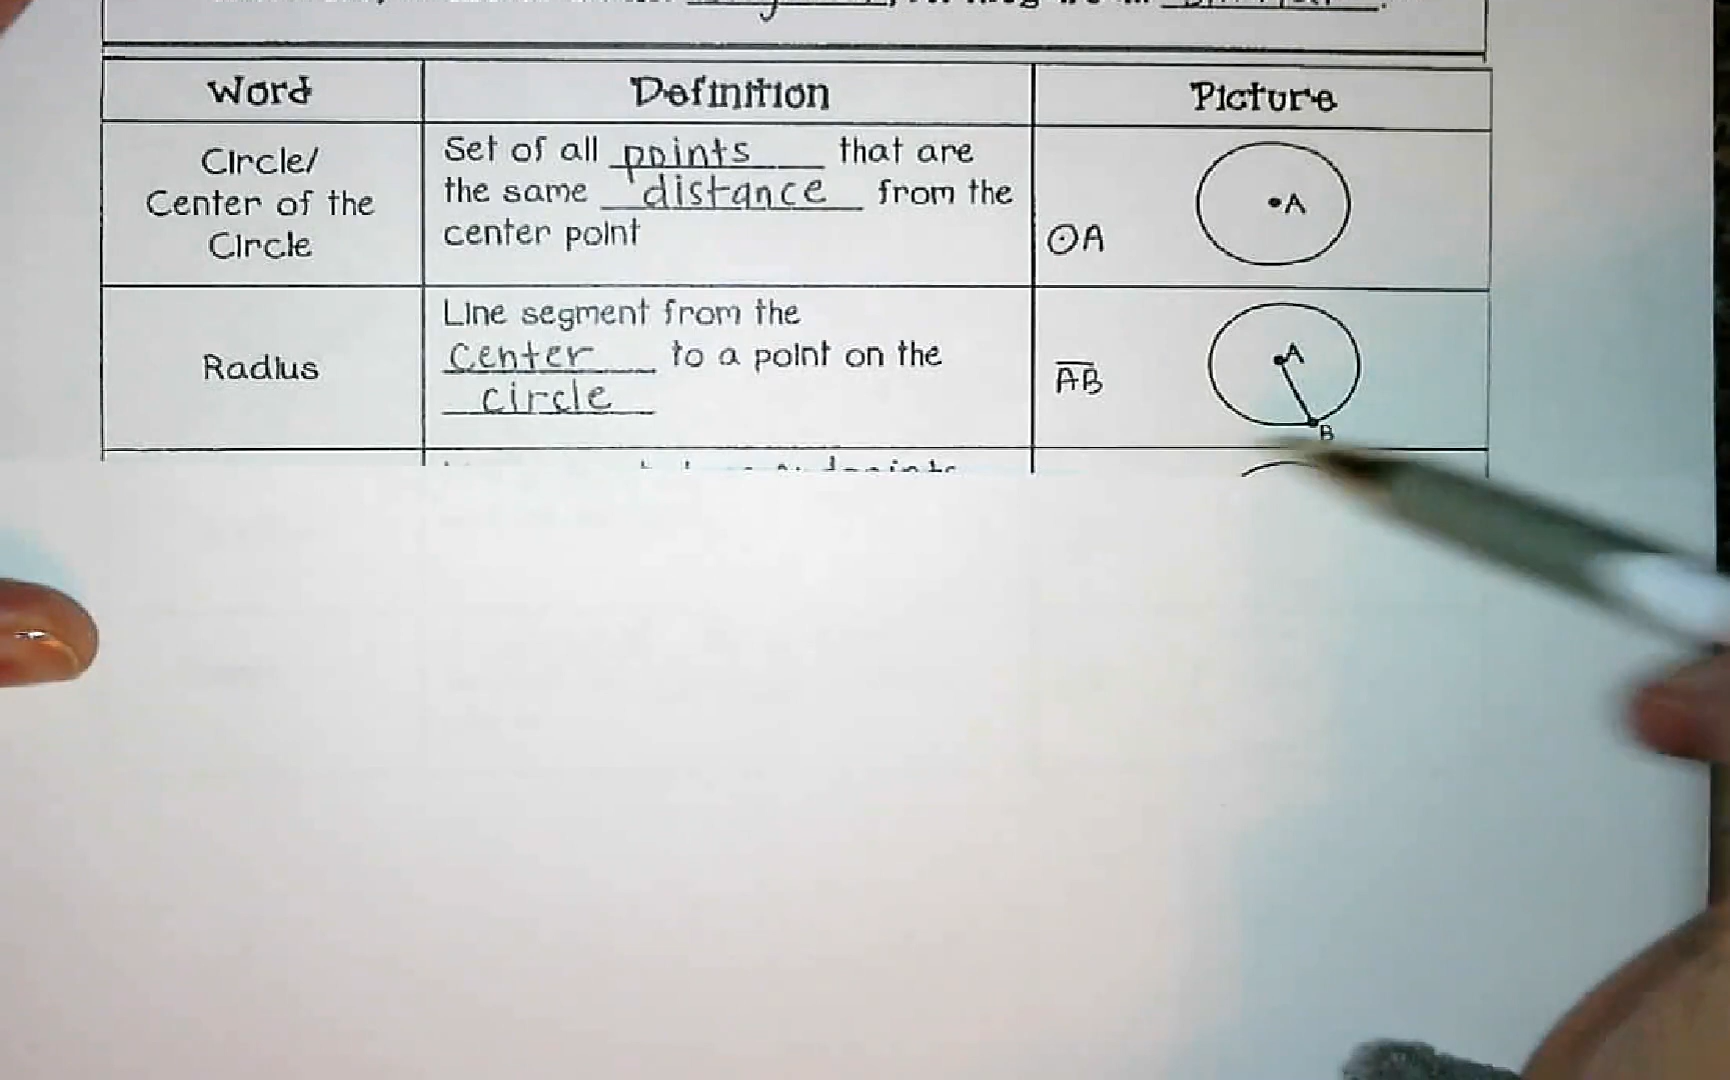 Word Definition Picture
Circle/
Center of the
Circle
Set of all points that are
the same distance from the
center point
⊙A
•A
Radius
Line segment from the
center to a point on the
circle
A̅B̅
A
B